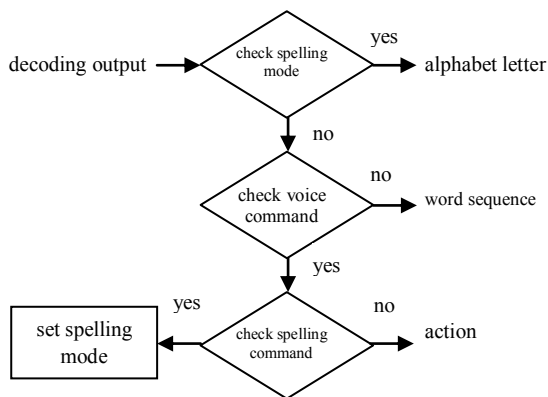 yes
check spelling
mode
decoding output
alphabet letter
no
no
check voice
command
word sequence
yes
yes
no
set spelling
mode
check spelling
command
action